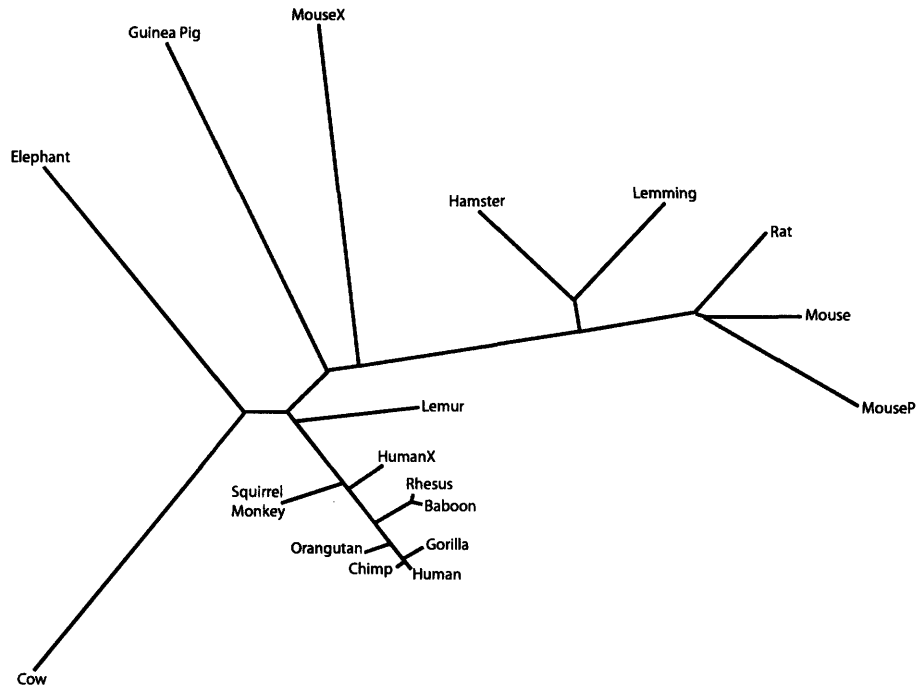 MouseX
Guinea Pig
Elephant
Hamster
Lemming
Rat
Mouse
MouseP
Lemur
HumanX
Rhesus
Squirrel
Monkey
Baboon
Orangutan
Gorilla
Chimp
Human
Cow